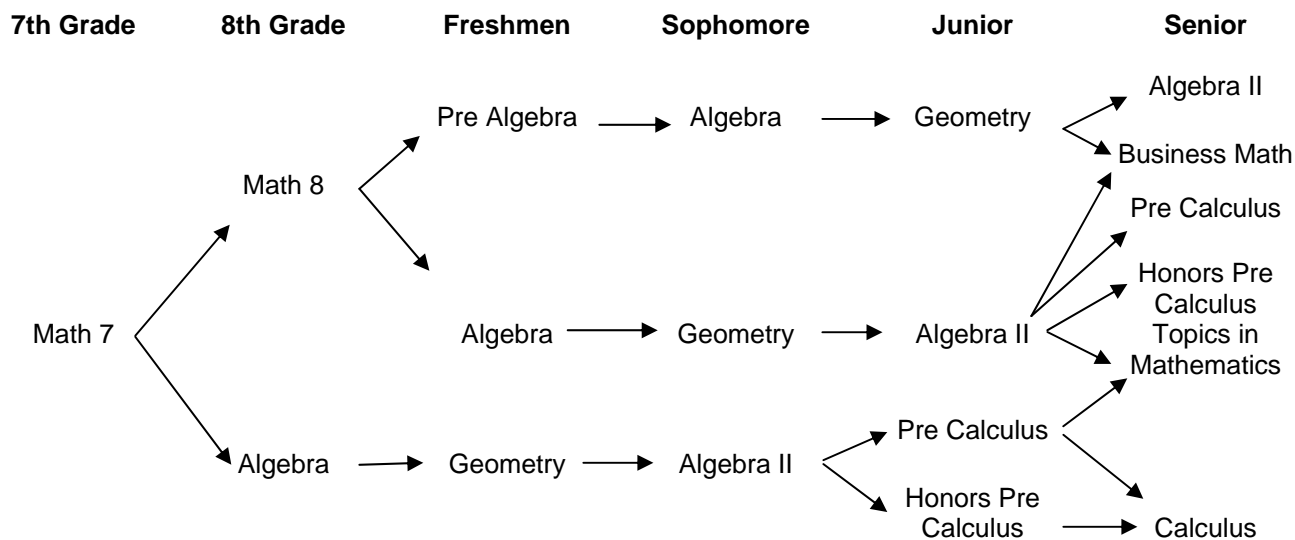 7th Grade 8th Grade Freshmen Sophomore Junior Senior
Algebra II
Pre Algebra Algebra Geometry
Business Math
Math 8
Pre Calculus
Honors Pre
Calculus
Math 7 Algebra Geometry Algebra II Topics in
Mathematics
Pre Calculus
Algebra Geometry Algebra II
Honors Pre
Calculus Calculus